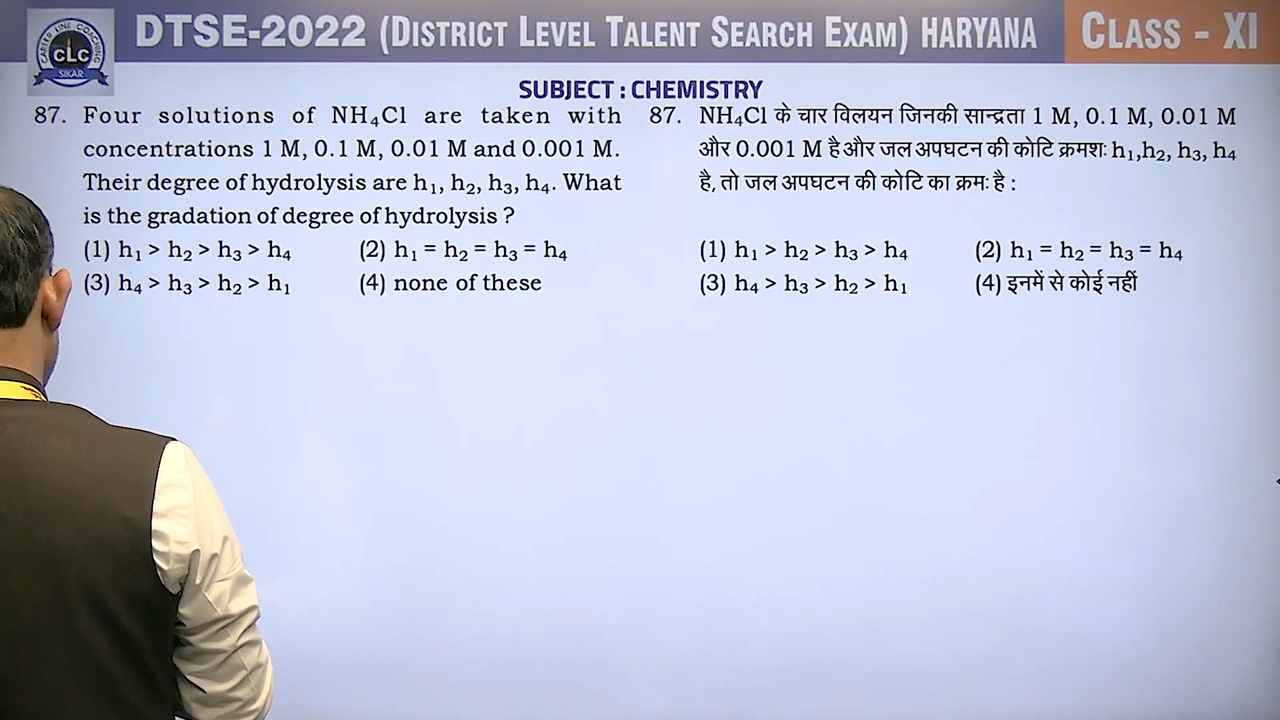 DTSE-2022 (DISTRICT LEVEL TALENT SEARCH EXAM) HARYANA
CLASS - XI
CAREER LINE COACHING
CLC
SIKAR
SUBJECT : CHEMISTRY
87. Four solutions of NH₄Cl are taken with
concentrations 1 M, 0.1 M, 0.01 M and 0.001 M.
Their degree of hydrolysis are h₁, h₂, h₃, h₄. What
is the gradation of degree of hydrolysis ?
(1) h₁ > h₂ > h₃ > h₄ (2) h₁ = h₂ = h₃ = h₄
(3) h₄ > h₃ > h₂ > h₁ (4) none of these
87. NH₄Cl के चार विलयन जिनकी सान्द्रता 1 M, 0.1 M, 0.01 M
और 0.001 M है और जल अपघटन की कोटि क्रमशः h₁,h₂, h₃, h₄
है, तो जल अपघटन की कोटि का क्रमः है :
(1) h₁ > h₂ > h₃ > h₄ (2) h₁ = h₂ = h₃ = h₄
(3) h₄ > h₃ > h₂ > h₁ (4) इनमें से कोई नहीं